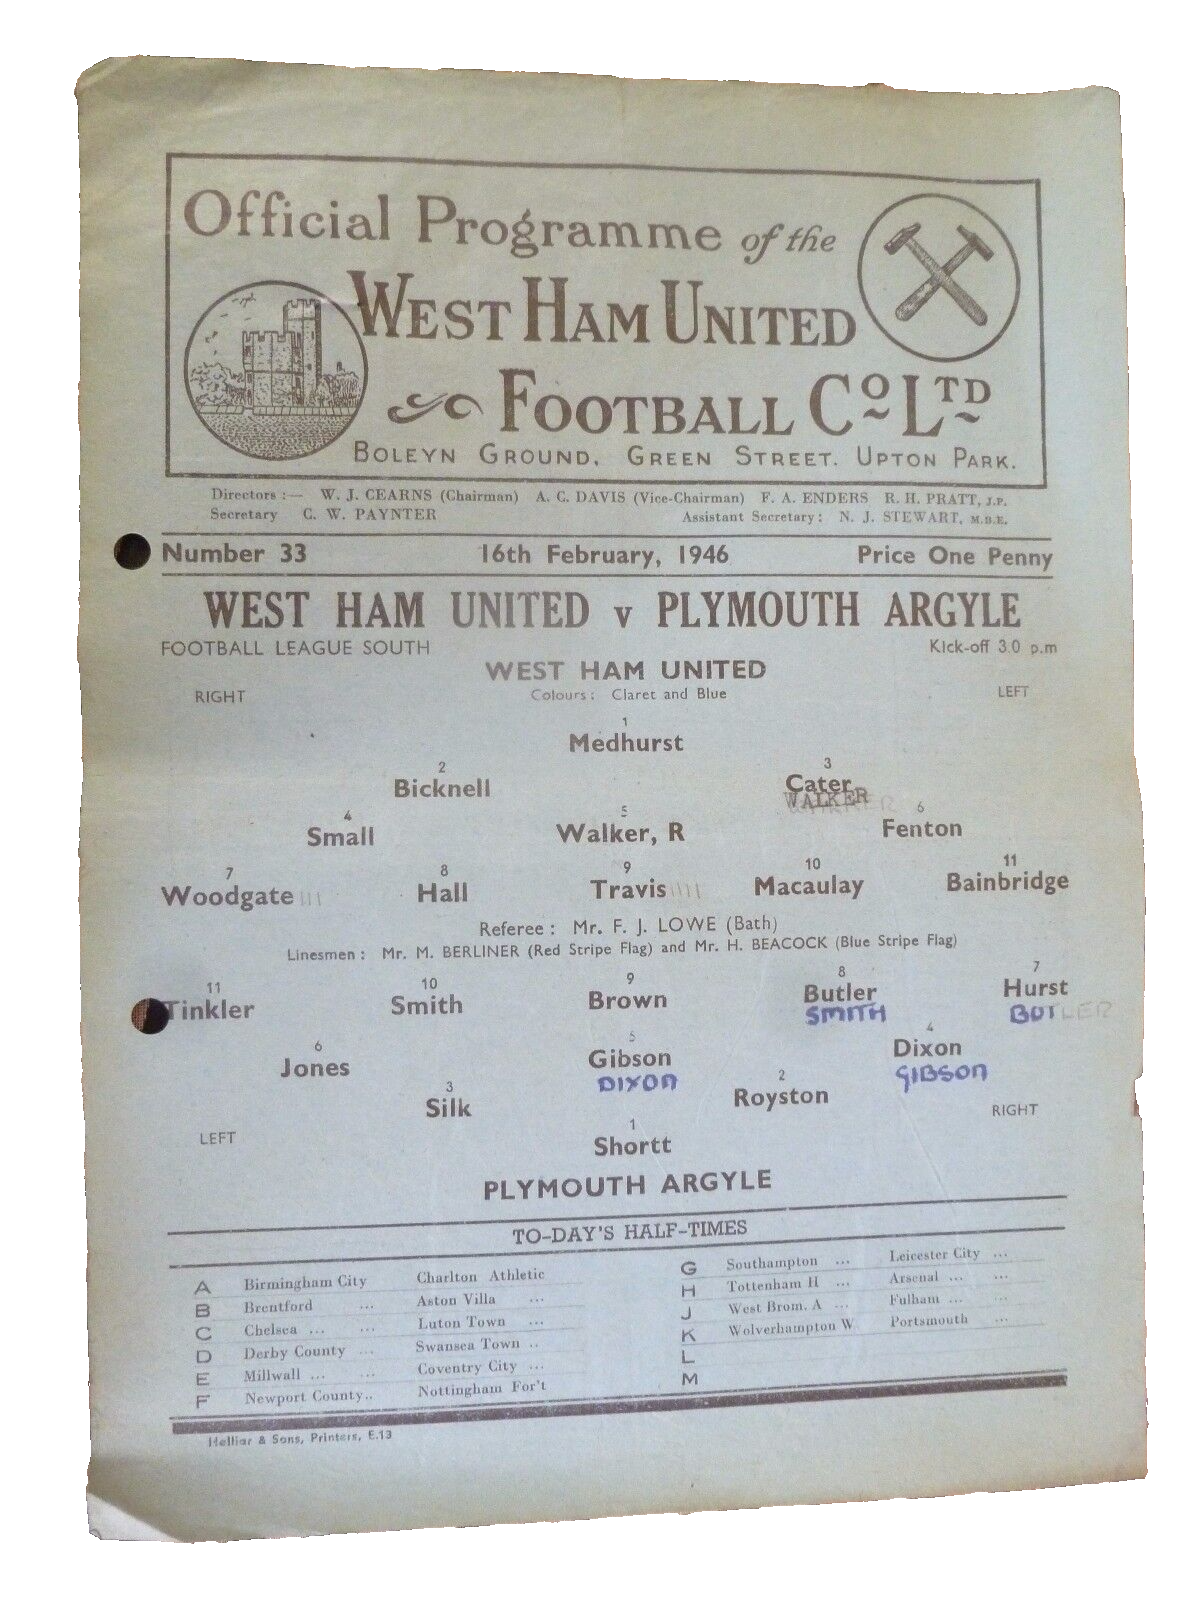 Official Programme of the
WEST HAM UNITED
FOOTBALL CO LTD
BOLEYN GROUND, GREEN STREET. UPTON PARK.
Directors :— W. J. CEARNS (Chairman) A. C. DAVIS (Vice-Chairman) F. A. ENDERS R. H. PRATT, J.P.
Secretary C. W. PAYNTER Assistant Secretary: N. J. STEWART, M.B.E.
Number 33 16th February, 1946 Price One Penny
WEST HAM UNITED v PLYMOUTH ARGYLE
FOOTBALL LEAGUE SOUTH Kick-off 3.0 p.m
WEST HAM UNITED
RIGHT Colours: Claret and Blue LEFT
1
Medhurst
2 3
Bicknell Cater
WALKER
4 5 6
Small Walker, R Fenton
7 8 9 10 11
Woodgate III Hall Travis IIII Macaulay Bainbridge
Referee : Mr. F. J. LOWE (Bath)
Linesmen : Mr. M. BERLINER (Red Stripe Flag) and Mr. H. BEACOCK (Blue Stripe Flag)
11 10 9 8 7
Tinkler Smith Brown Butler Hurst
SMITH BUTLER
6 5 4
Jones Gibson Dixon
DIXON GIBSON
3 2
Silk Royston
LEFT 1 RIGHT
Shortt
PLYMOUTH ARGYLE
TO-DAY'S HALF-TIMES
A Birmingham City Charlton Athletic G Southampton ... Leicester City ...
B Brentford ... Aston Villa ... H Tottenham H ... Arsenal ... ...
C Chelsea ... ... Luton Town ... J West Brom. A ... Fulham ... ...
D Derby County ... Swansea Town .. K Wolverhampton W Portsmouth ...
E Millwall ... ... Coventry City ... L
F Newport County.. Nottingham For't M
Helliar & Sons, Printers, E.13